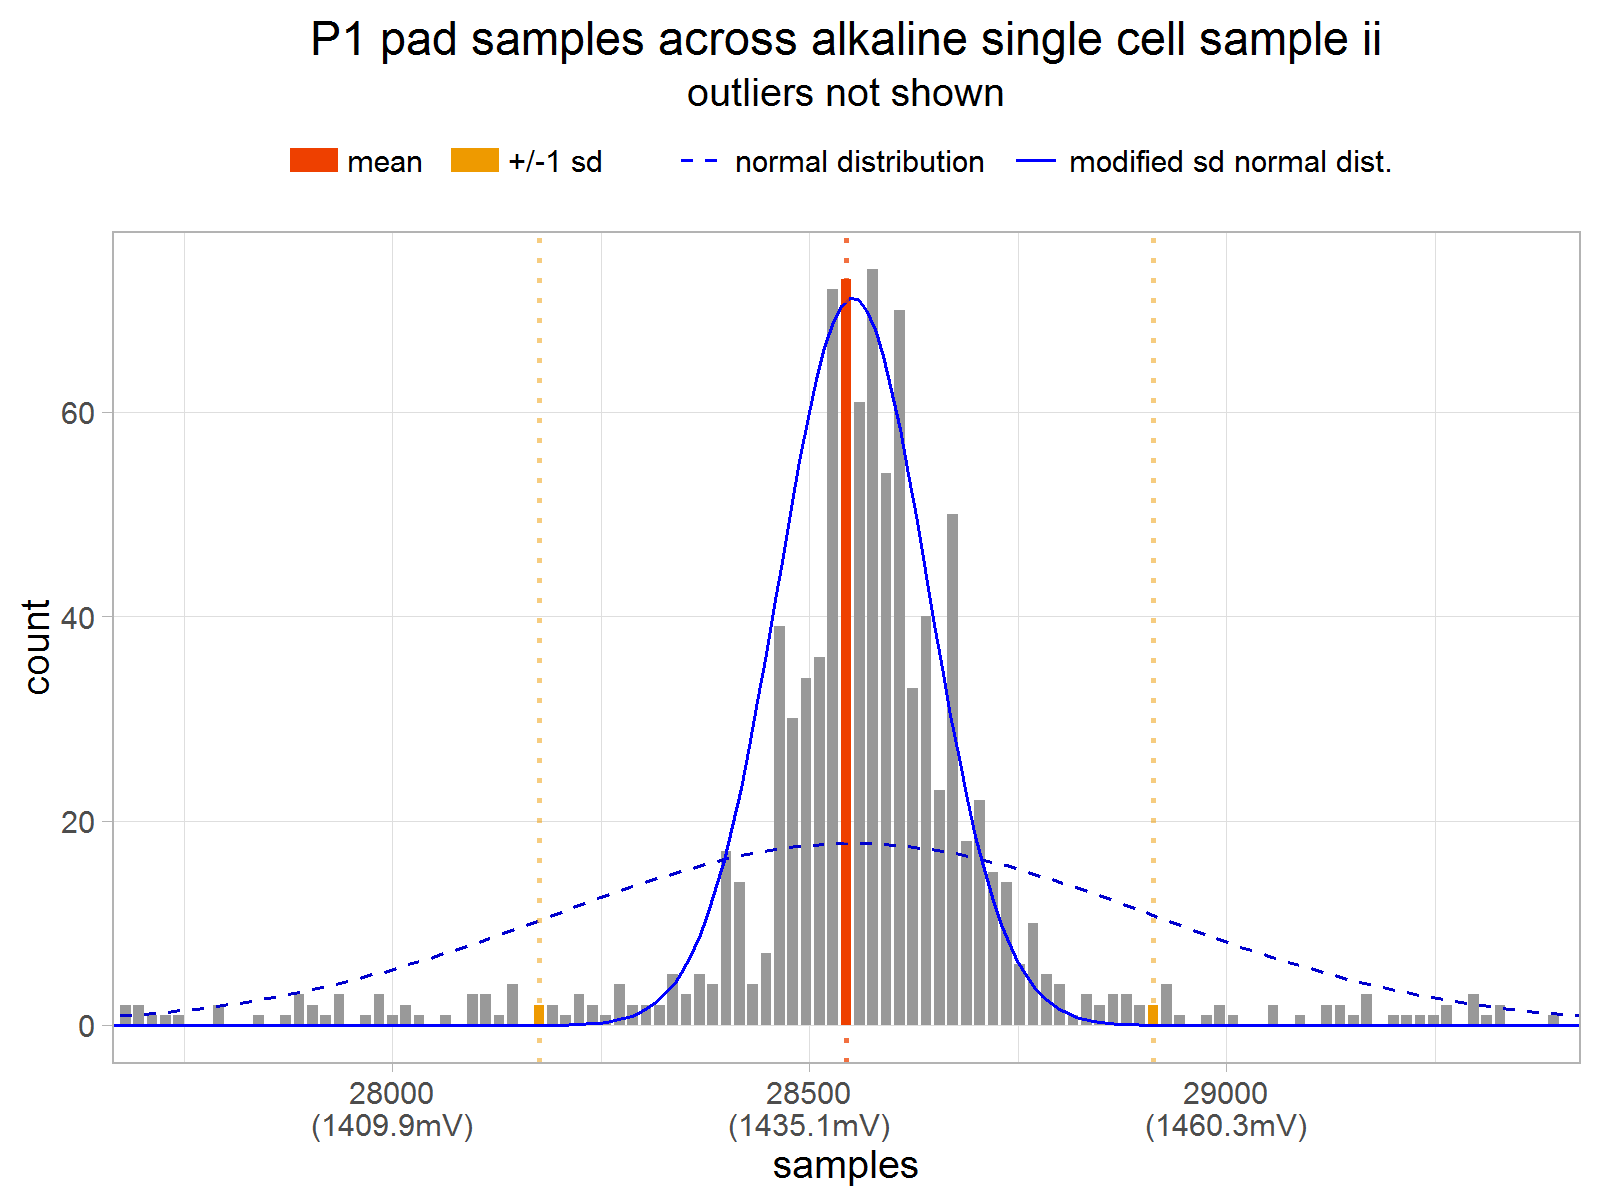 P1 pad samples across alkaline single cell sample ii
outliers not shown
mean +/-1 sd normal distribution modified sd normal dist.
count
60
40
20
0
28000 28500 29000
(1409.9mV) (1435.1mV) (1460.3mV)
samples